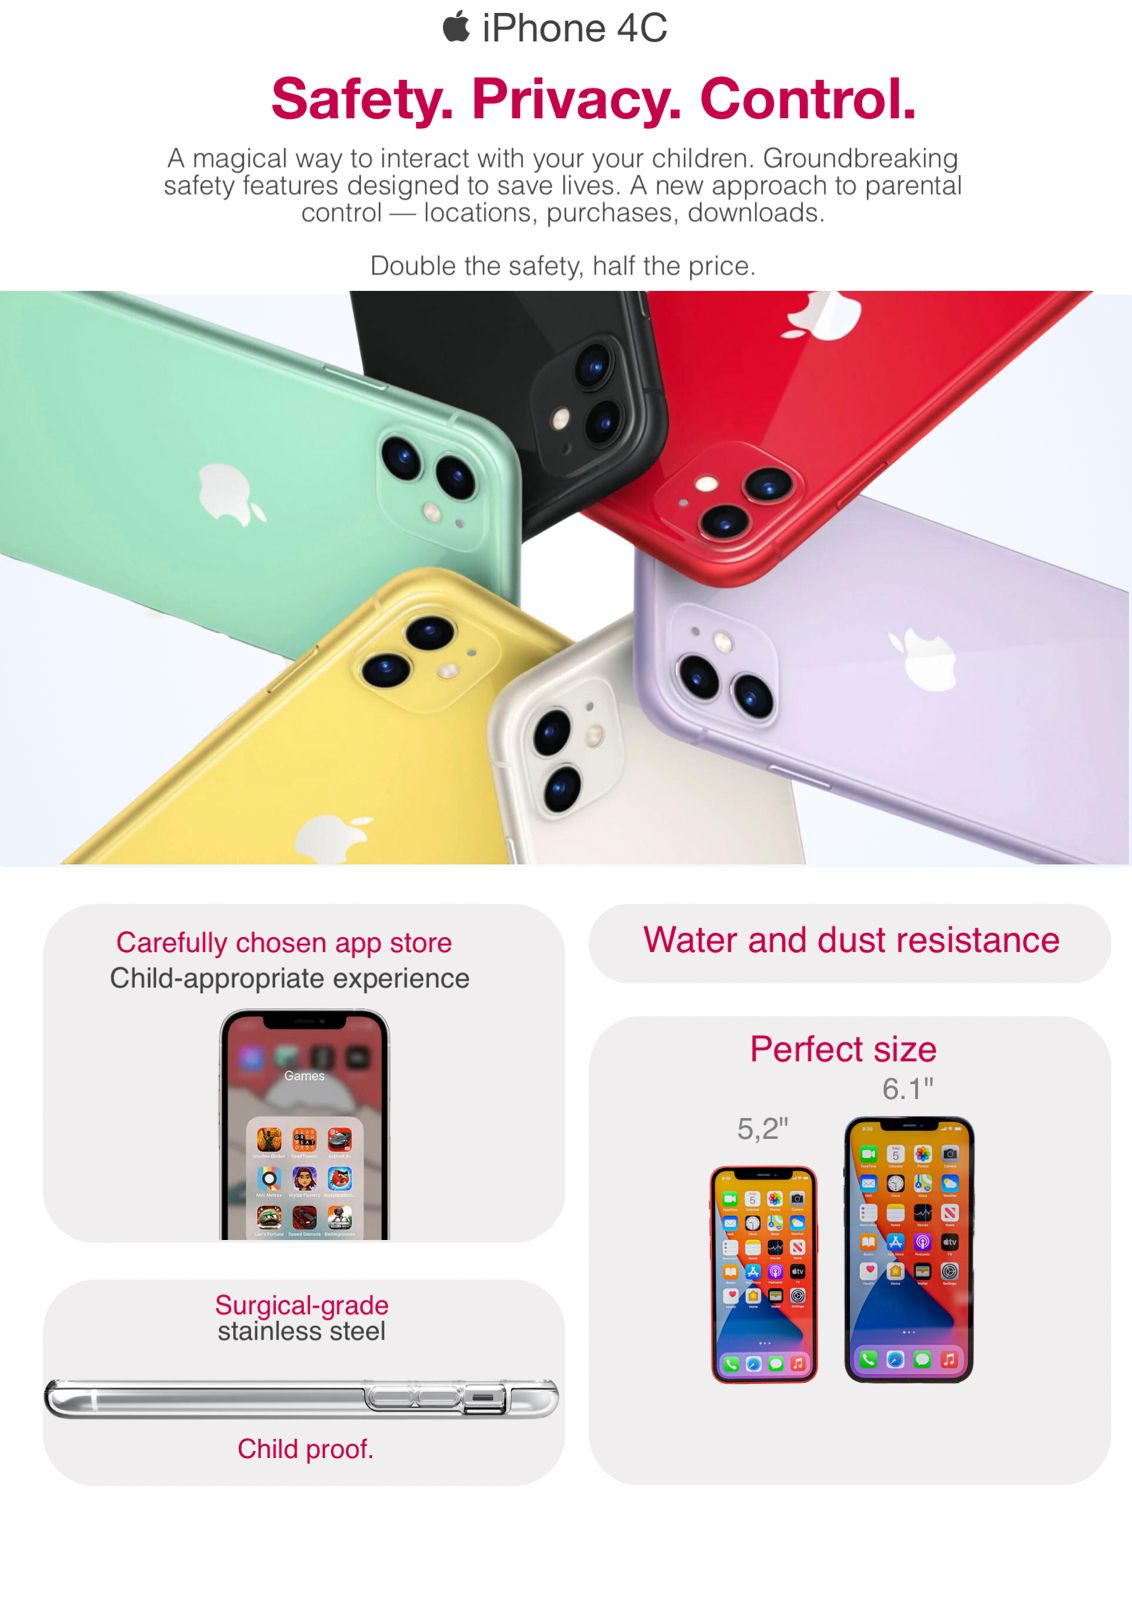 iPhone 4C
Safety. Privacy. Control.
A magical way to interact with your your children. Groundbreaking
safety features designed to save lives. A new approach to parental
control — locations, purchases, downloads.
Double the safety, half the price.
Carefully chosen app store
Child-appropriate experience
Games
Surgical-grade
stainless steel
Child proof.
Water and dust resistance
Perfect size
6.1"
5,2"